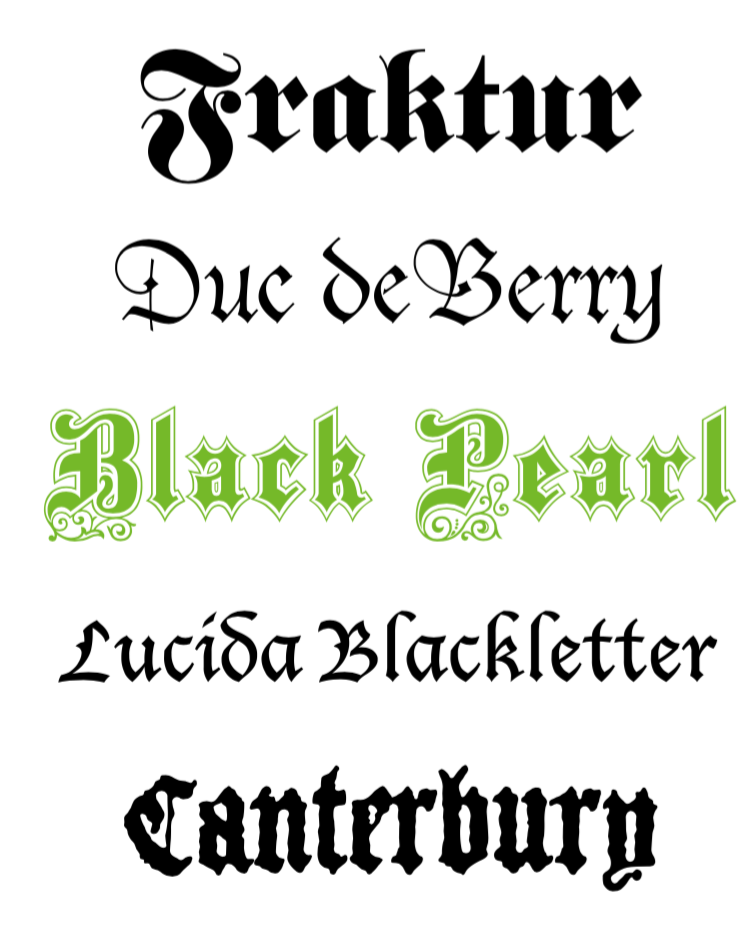 Fraktur
Duc deBerry
Black Pearl
Lucida Blackletter
Canterbury